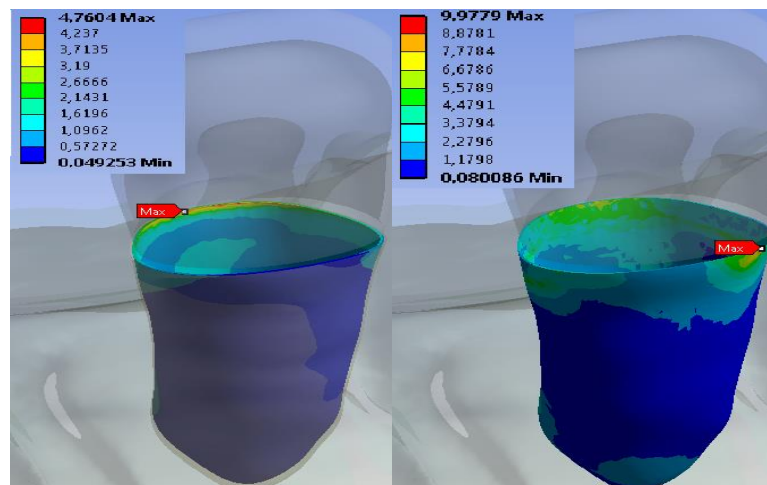 4,7604 Max
4,237
3,7135
3,19
2,6666
2,1431
1,6196
1,0962
0,57272
0,049253 Min
Max
9,9779 Max
8,8781
7,7784
6,6786
5,5789
4,4791
3,3794
2,2796
1,1798
0,080086 Min
Max